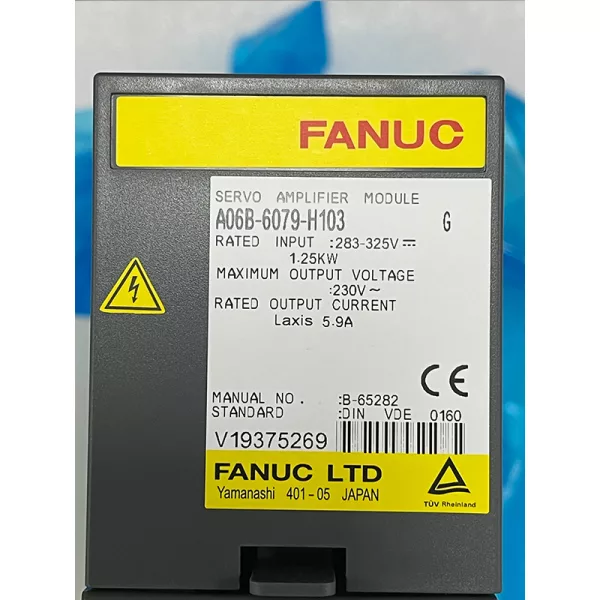 FANUC
SERVO AMPLIFIER MODULE
A06B-6079-H103 G
RATED INPUT :283-325V⎓
1.25KW
MAXIMUM OUTPUT VOLTAGE
:230V~
RATED OUTPUT CURRENT
Laxis 5.9A
CE
MANUAL NO. :B-65282
STANDARD :DIN VDE 0160
V19375269
FANUC LTD
Yamanashi 401-05 JAPAN
TÜV Rheinland